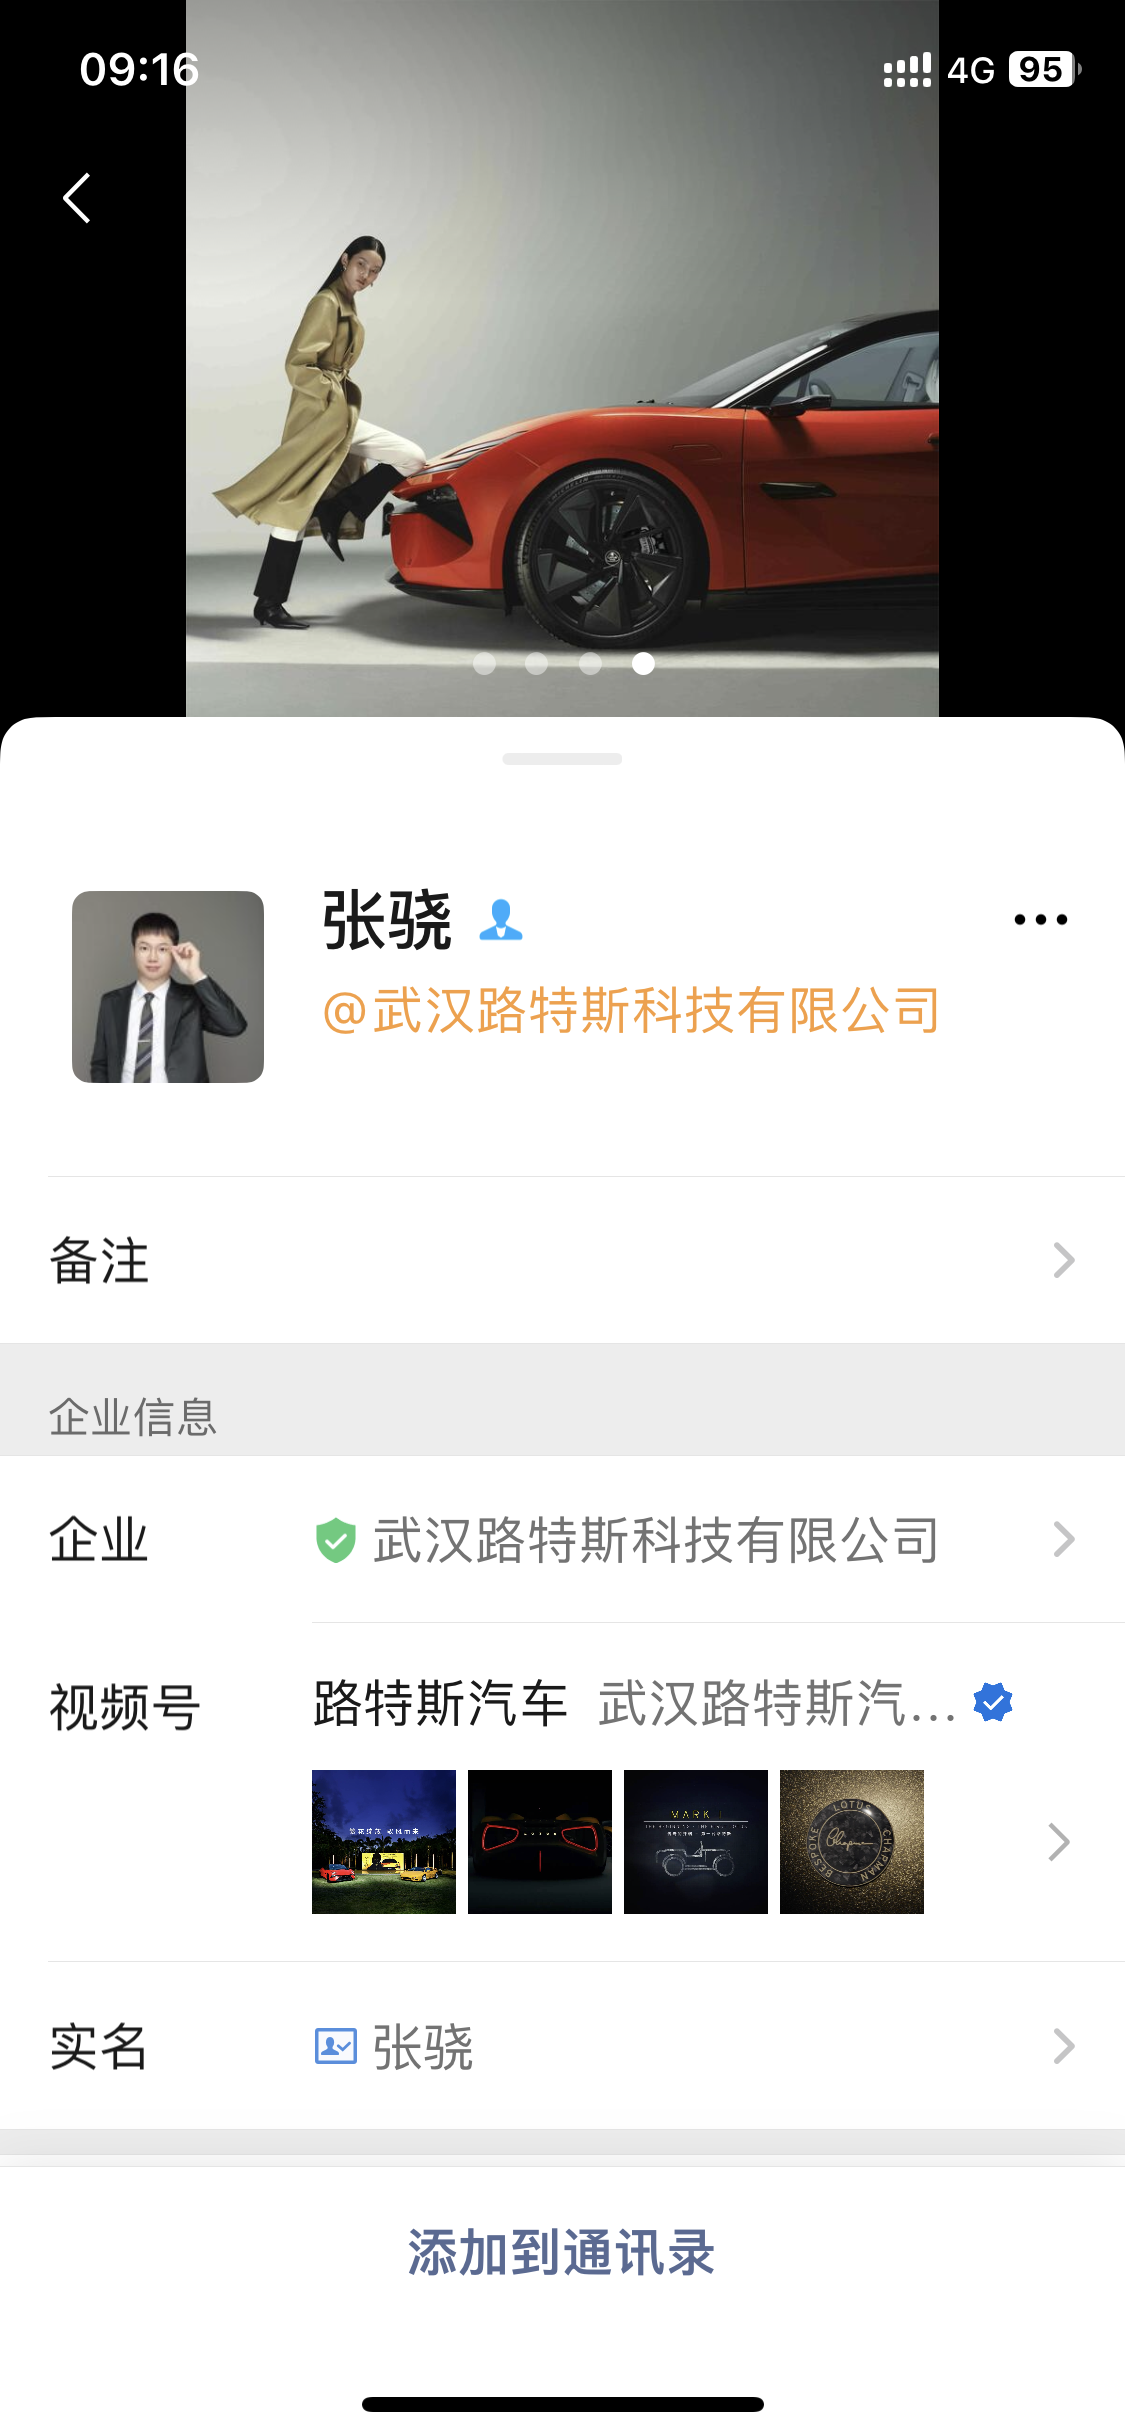 09:16
4G 95
张骁
@武汉路特斯科技有限公司
备注
企业信息
企业 武汉路特斯科技有限公司
视频号 路特斯汽车 武汉路特斯汽...
MARK I
LOTUS
CHAPMAN
BESPOKE
实名 张骁
添加到通讯录